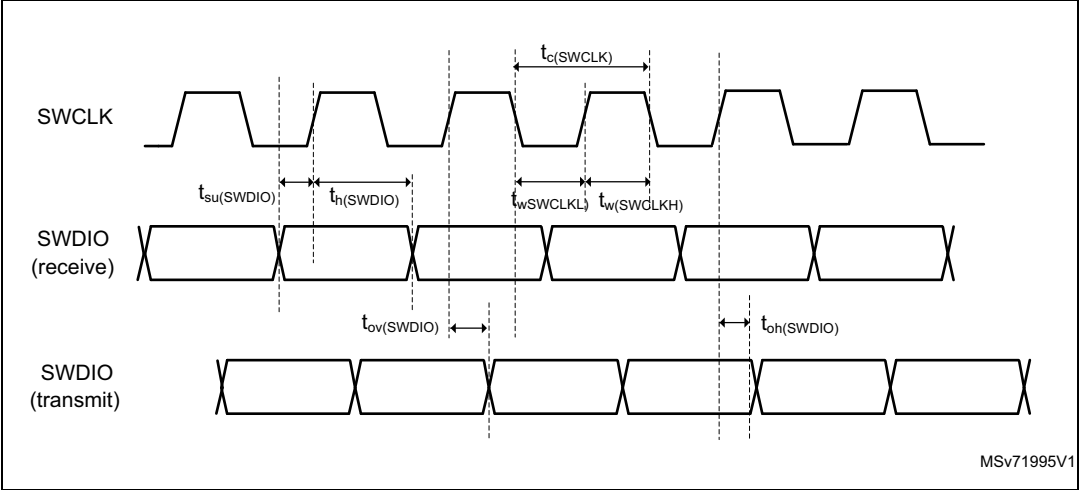 tc(SWCLK)
SWCLK
tsu(SWDIO) th(SWDIO) twSWCLKL) tw(SWCLKH)
SWDIO
(receive)
tov(SWDIO) toh(SWDIO)
SWDIO
(transmit)
MSv71995V1